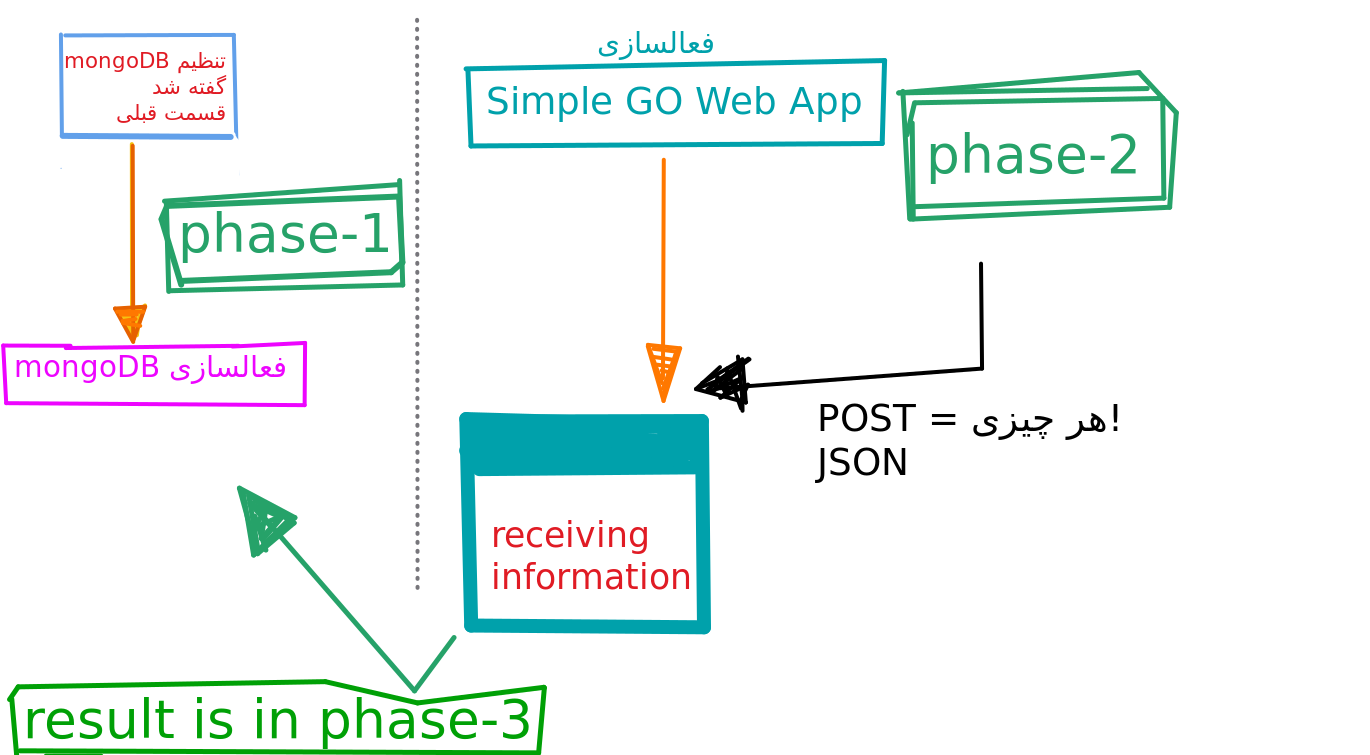 تنظیم mongoDB
گفته شد
قسمت قبلی
phase-1
فعالسازی mongoDB
فعالسازی
Simple GO Web App
phase-2
POST = هر چیزی!
JSON
receiving
information
result is in phase-3